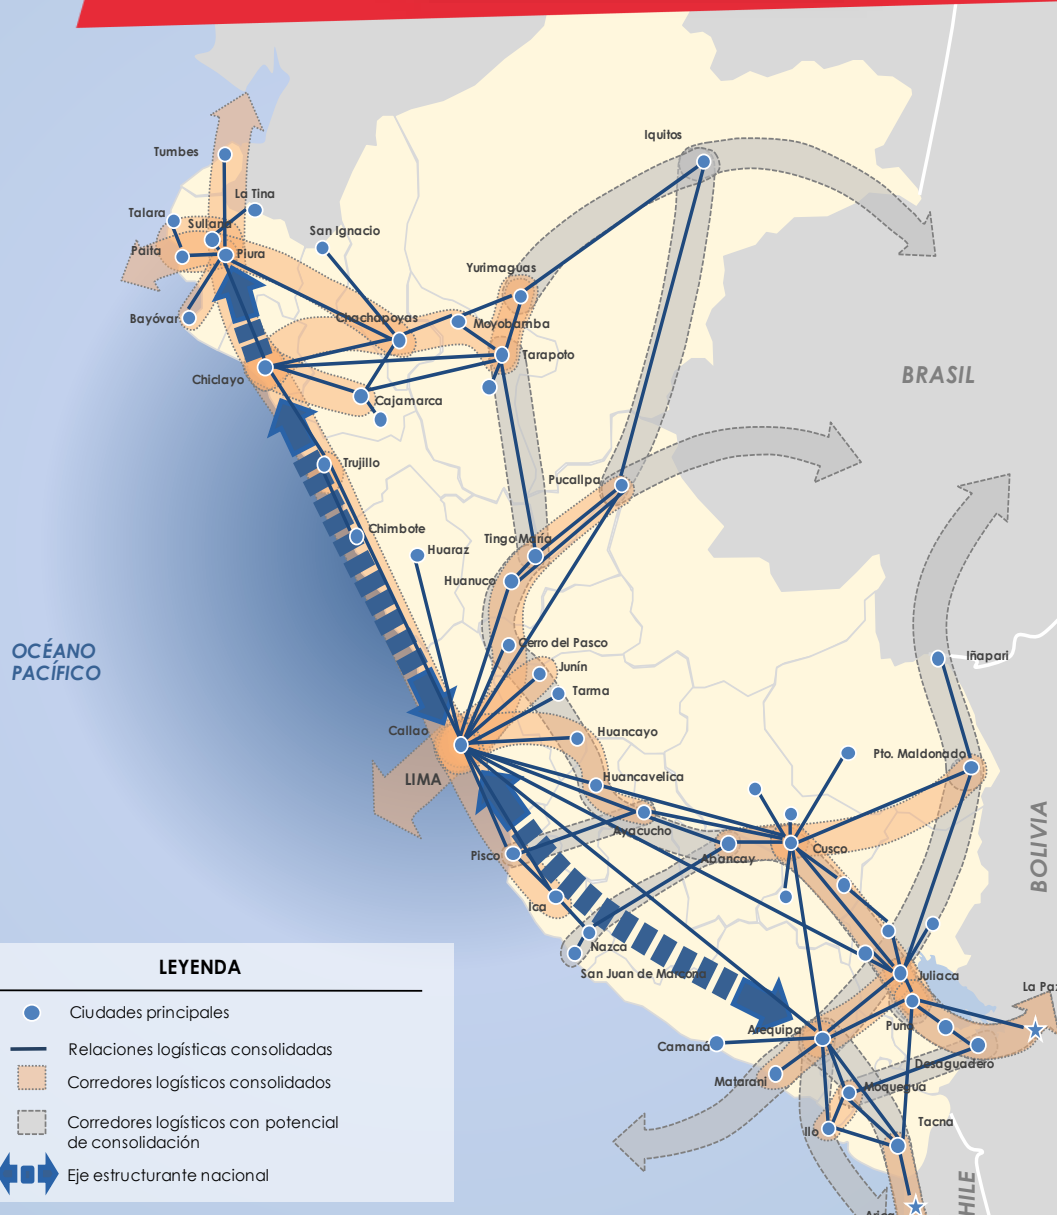 Iquitos
Tumbes
La Tina
Talara
Sullana
San Ignacio
Paita
Piura
Yurimaguas
Bayóvar
Chachapoyas
Moyobamba
Tarapoto
Chiclayo
BRASIL
Cajamarca
Trujillo
Pucallpa
Chimbote
Tingo María
Huaraz
Huanuco
Cerro del Pasco
OCÉANO
PACÍFICO
Iñapari
Junín
Tarma
Callao
Huancayo
Pto. Maldonado
LIMA
Huancavelica
Ayacucho
BOLIVIA
Pisco
Apancay
Cusco
Ica
Nazca
San Juan de Marcona
Juliaca
La Paz
Arequipa
Puno
Camaná
Desaguadero
Matarani
Moquegua
Ilo
Tacna
HILE
Arica
LEYENDA
Ciudades principales
Relaciones logísticas consolidadas
Corredores logísticos consolidados
Corredores logísticos con potencial
de consolidación
Eje estructurante nacional